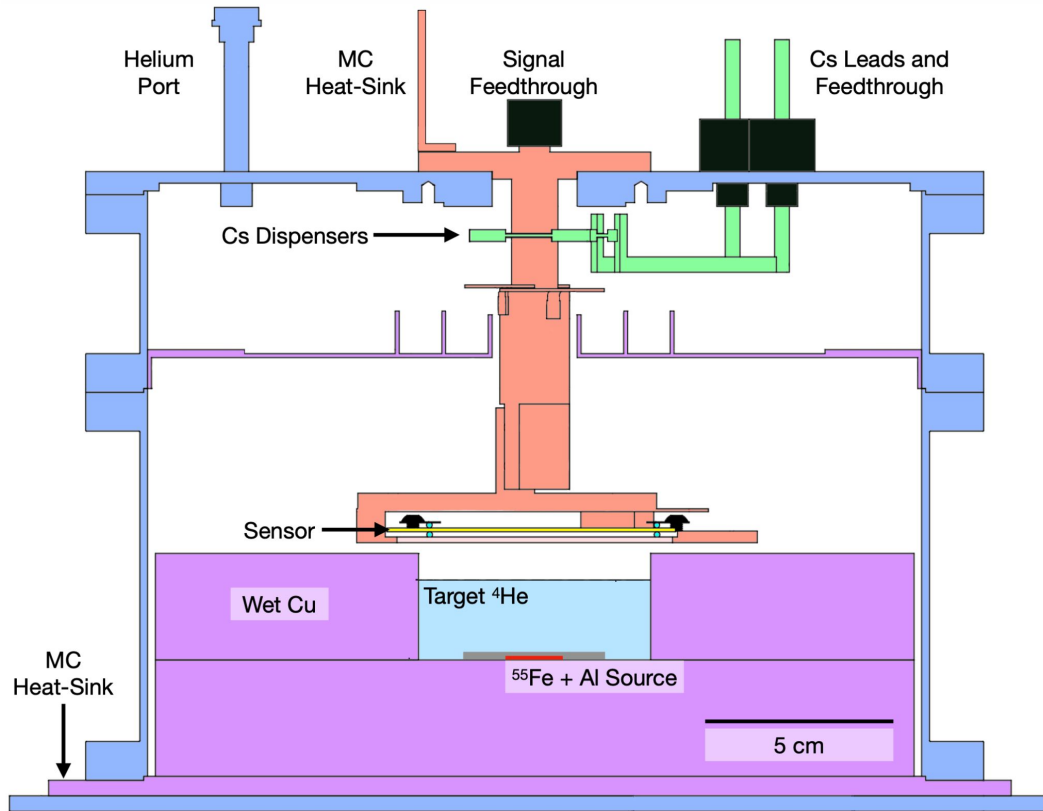 Helium
Port
MC
Heat-Sink
Signal
Feedthrough
Cs Leads and
Feedthrough
Cs Dispensers
Sensor
Wet Cu
Target ⁴He
⁵⁵Fe + Al Source
MC
Heat-Sink
5 cm